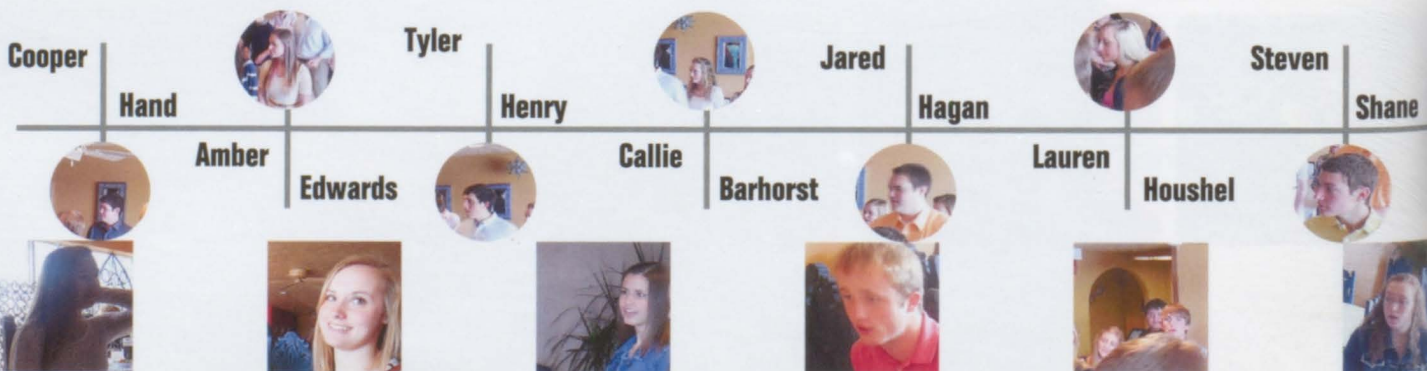 Cooper
Hand
Amber
Edwards
Tyler
Henry
Callie
Barhorst
Jared
Hagan
Lauren
Houshel
Steven
Shane